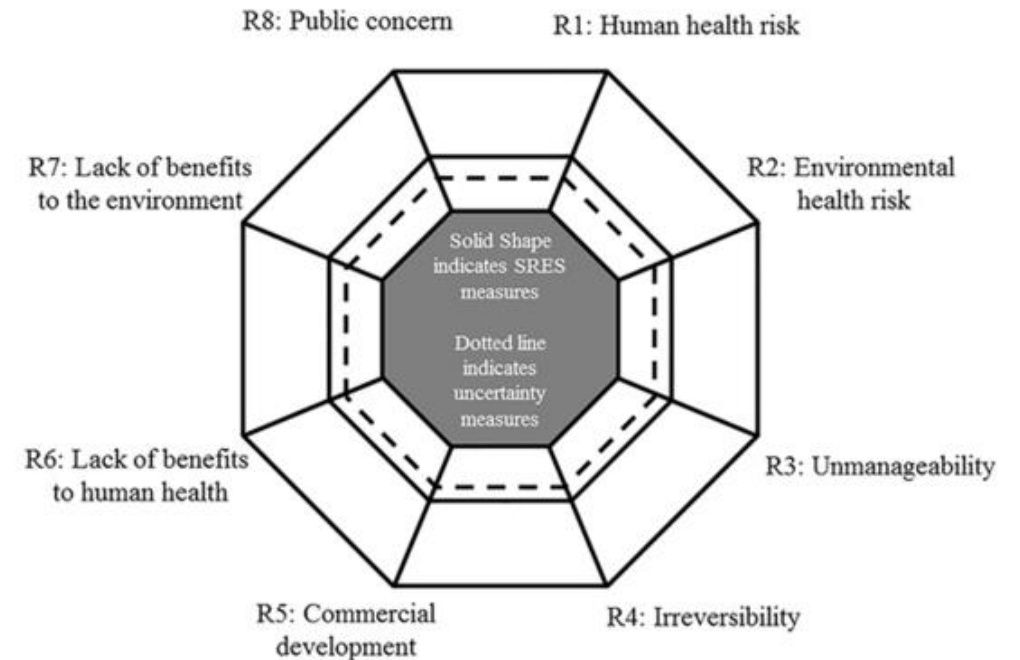 R8: Public concern
R1: Human health risk
R7: Lack of benefits
to the environment
R2: Environmental
health risk
Solid Shape
indicates SRES
measures
Dotted line
indicates
uncertainty
measures
R6: Lack of benefits
to human health
R3: Unmanageability
R5: Commercial
development
R4: Irreversibility